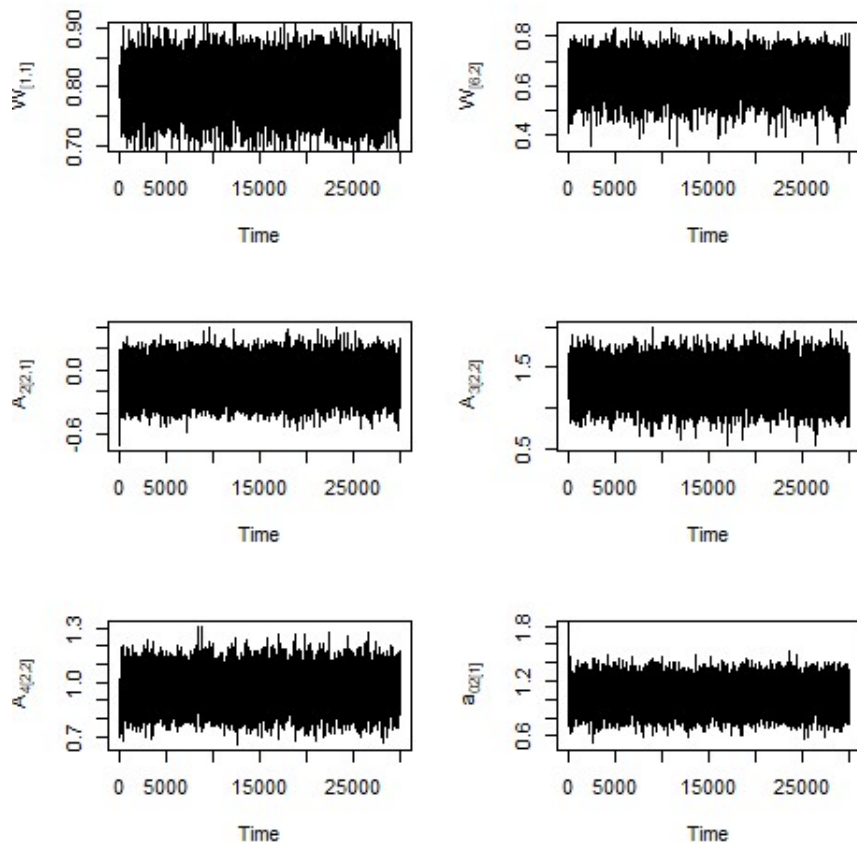 W[1,1]
0.70 0.80 0.90
0 5000 15000 25000
Time
W[6,2]
0.4 0.6 0.8
0 5000 15000 25000
Time
A2[2,1]
-0.6 0.0
0 5000 15000 25000
Time
A3[2,2]
0.5 1.5
0 5000 15000 25000
Time
A4[2,2]
0.7 1.0 1.3
0 5000 15000 25000
Time
a02[1]
0.6 1.2 1.8
0 5000 15000 25000
Time